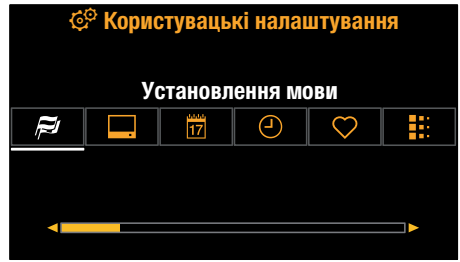 Користувацькі налаштування
Установлення мови
17